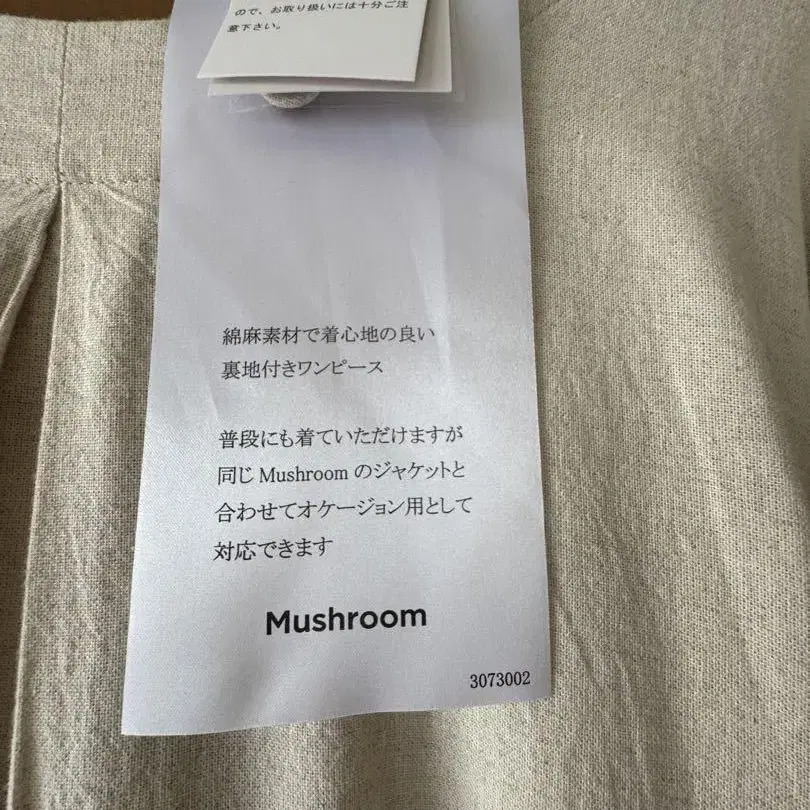 ので、お取り扱いには十分ご注
意下さい。
綿麻素材で着心地の良い
裏地付きワンピース
普段にも着ていただけますが
同じ Mushroom のジャケットと
合わせてオケージョン用として
対応できます
Mushroom
3073002